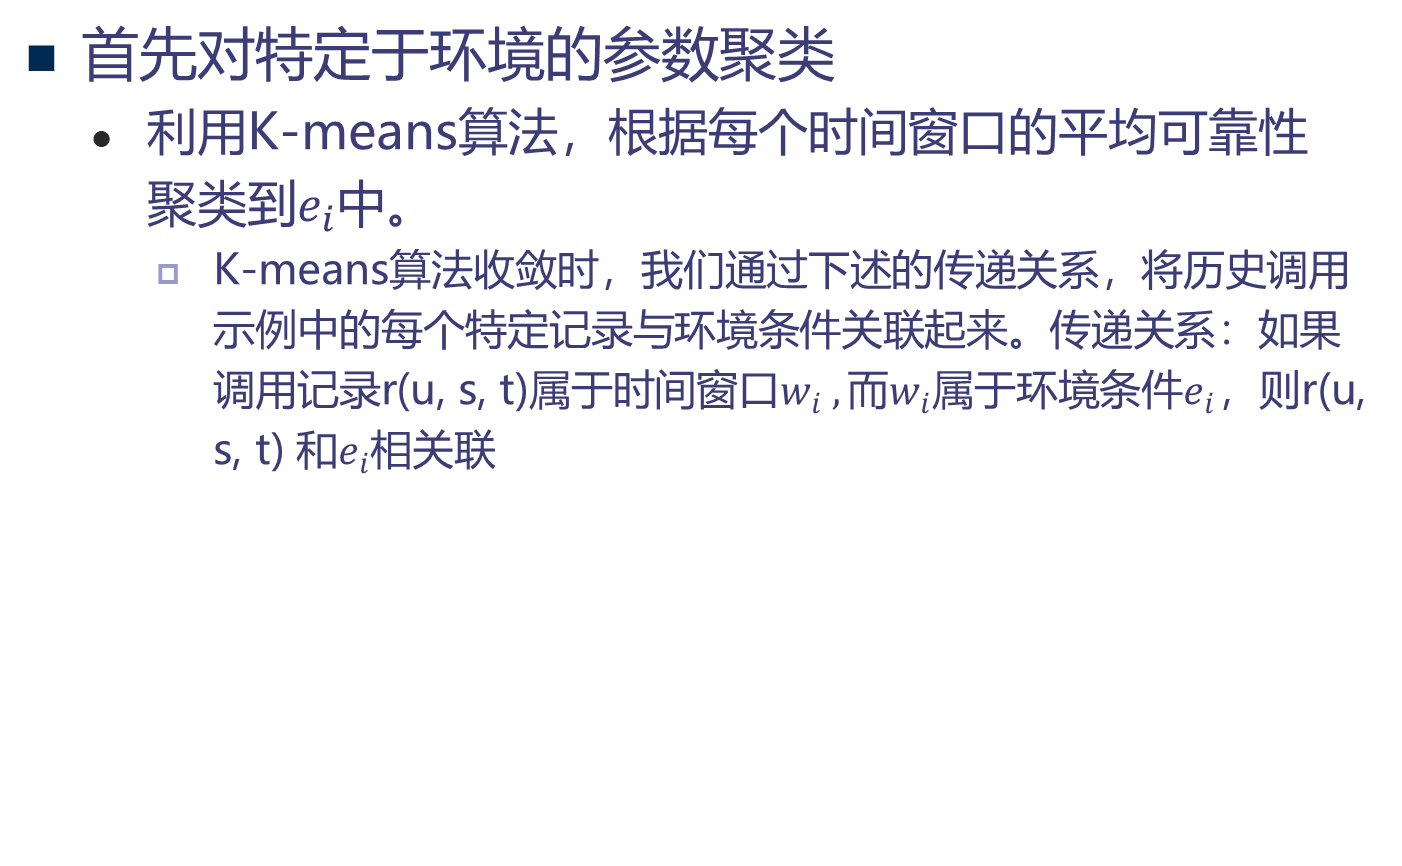 首先对特定于环境的参数聚类
利用K-means算法，根据每个时间窗口的平均可靠性
聚类到e_i中。
K-means算法收敛时，我们通过下述的传递关系，将历史调用
示例中的每个特定记录与环境条件关联起来。传递关系：如果
调用记录r(u, s, t)属于时间窗口w_i ,而w_i属于环境条件e_i，则r(u,
s, t) 和e_i相关联